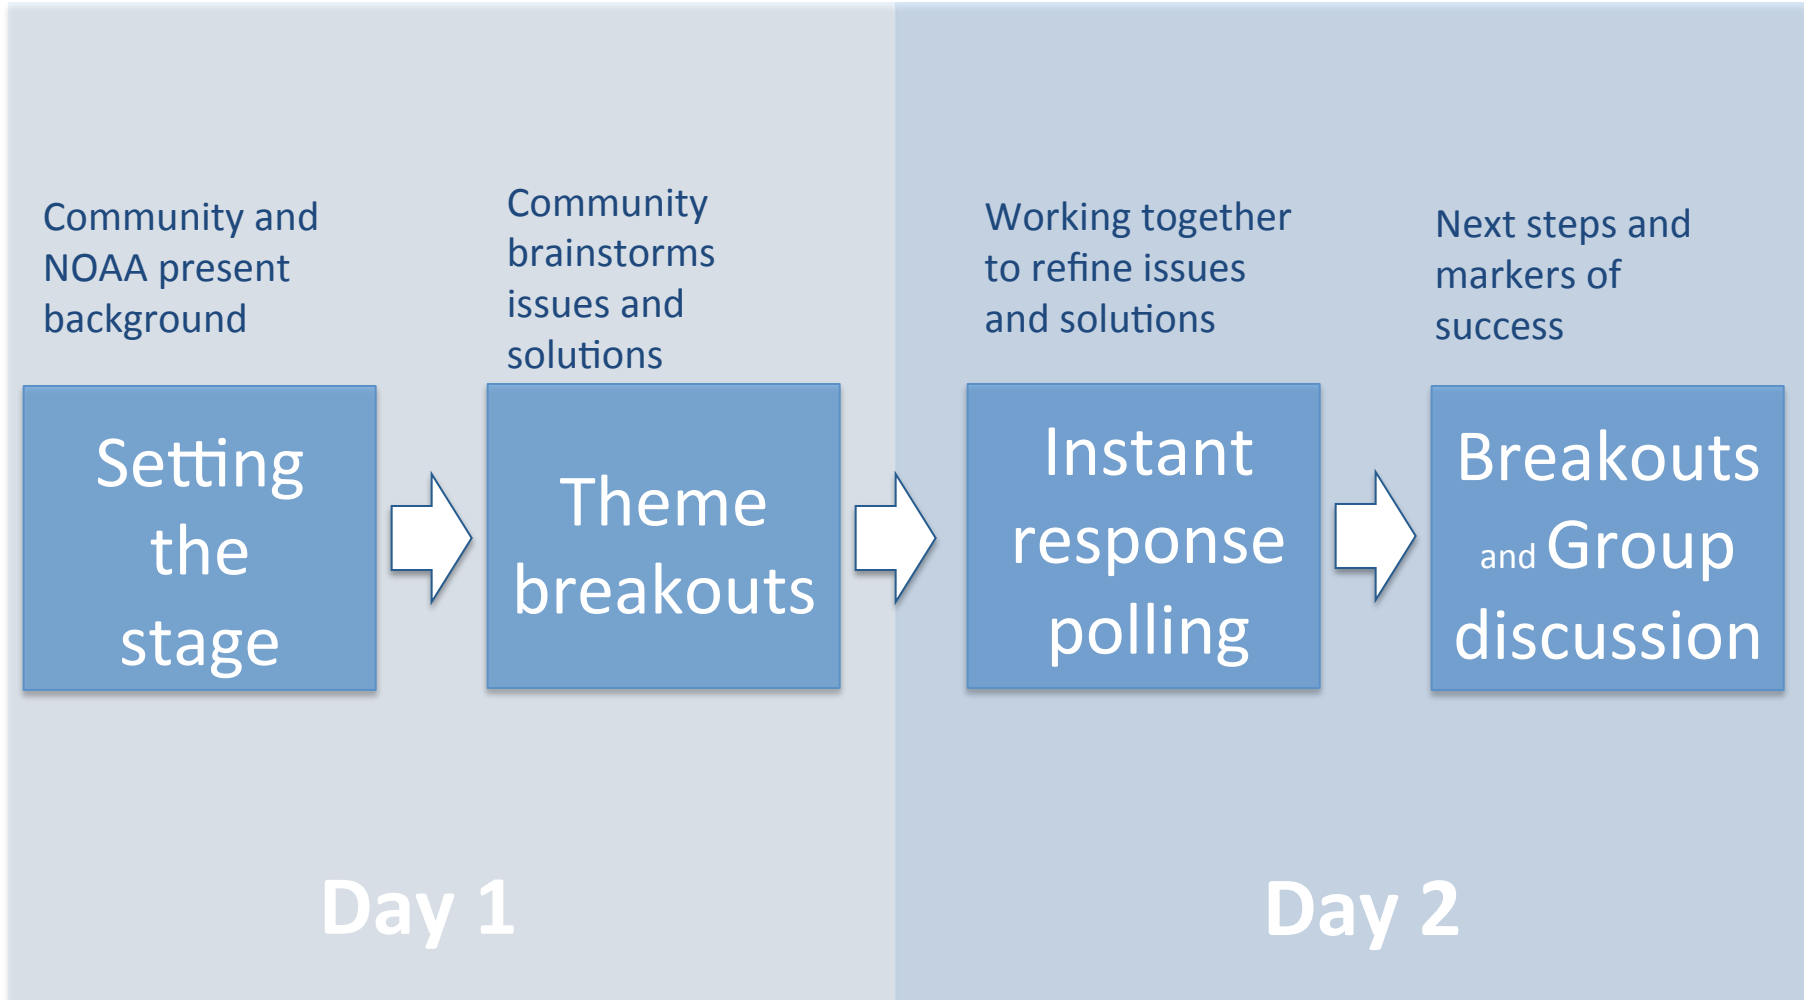 Community and
NOAA present
background
Community
brainstorms
issues and
solutions
Working together
to refine issues
and solutions
Next steps and
markers of
success
Setting
the
stage
Theme
breakouts
Instant
response
polling
Breakouts
and Group
discussion
Day 1
Day 2